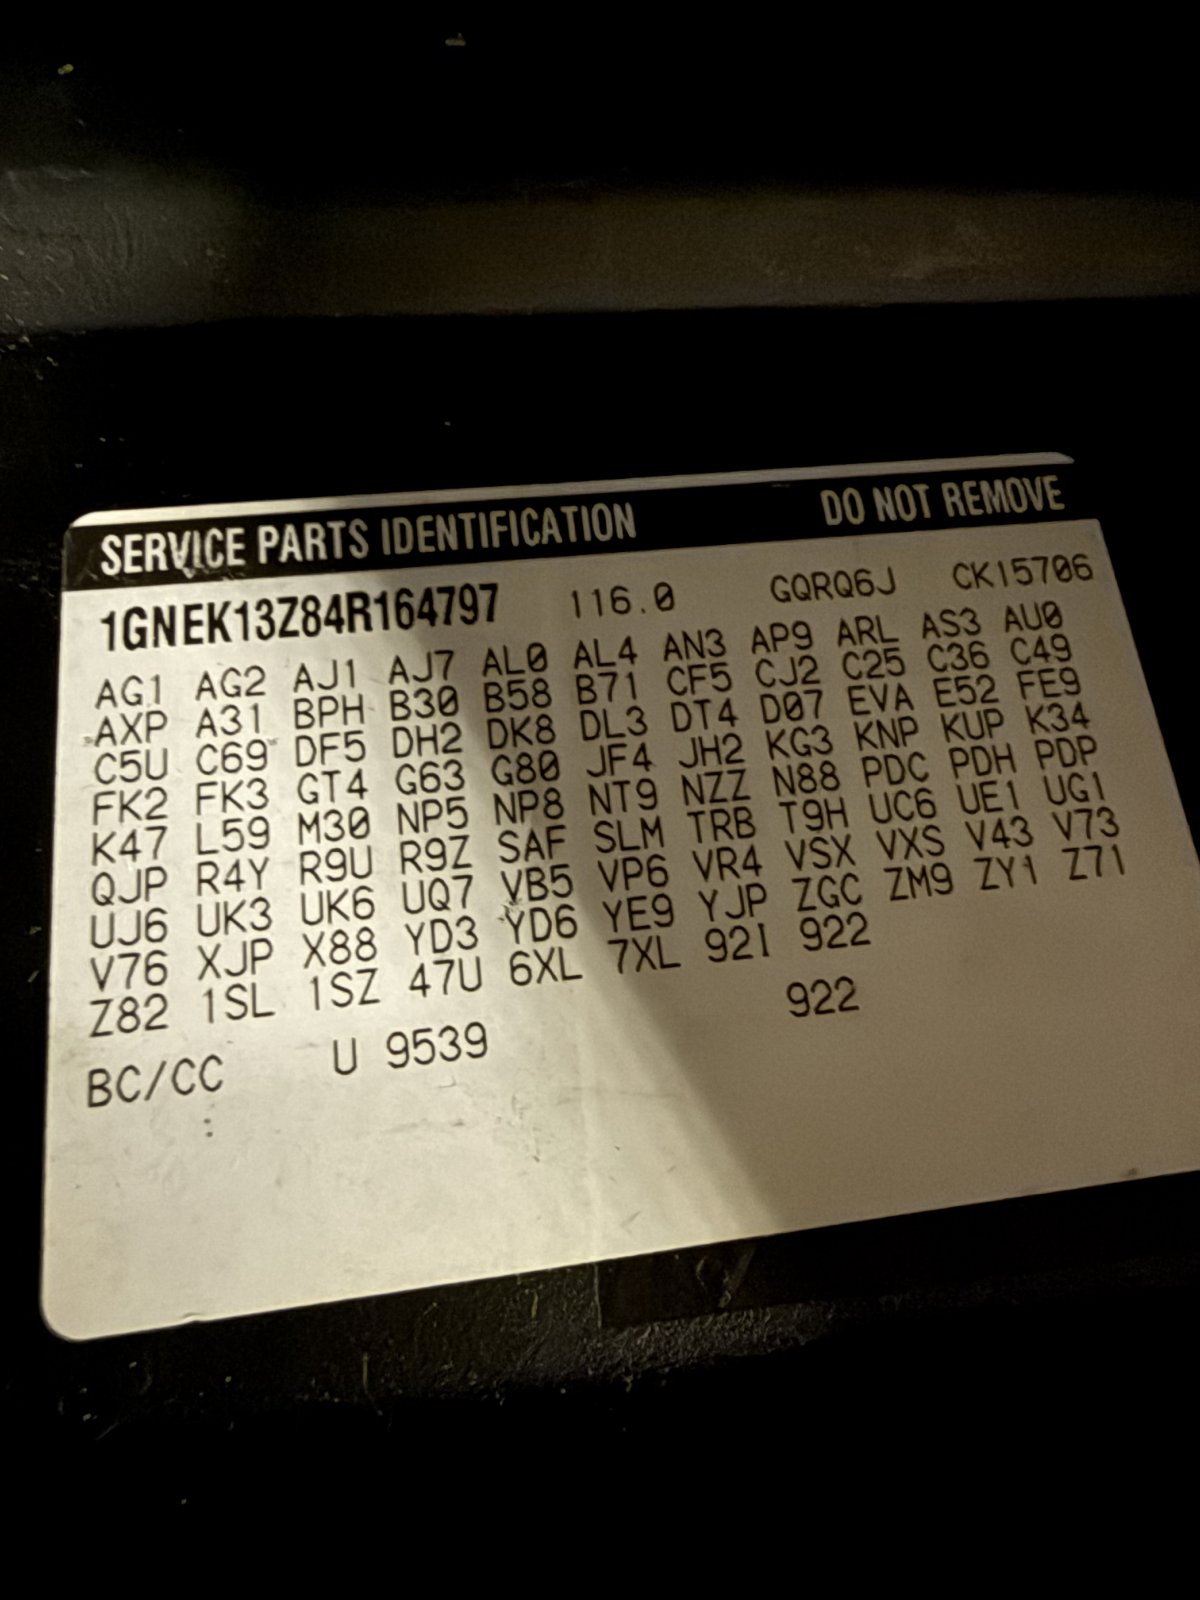 SERVICE PARTS IDENTIFICATION DO NOT REMOVE
1GNEK13Z84R164797 116.0 GQRQ6J CK15706
AG1 AG2 AJ1 AJ7 AL0 AL4 AN3 AP9 ARL AS3 AU0
AXP A31 BPH B30 B58 B71 CF5 CJ2 C25 C36 C49
C5U C69 DF5 DH2 DK8 DL3 DT4 D07 EVA E52 FE9
FK2 FK3 GT4 G63 G80 JF4 JH2 KG3 KNP KUP K34
K47 L59 M30 NP5 NP8 NT9 NZZ N88 PDC PDH PDP
QJP R4Y R9U R9Z SAF SLM TRB T9H UC6 UE1 UG1
UJ6 UK3 UK6 UQ7 VB5 VP6 VR4 VSX VXS V43 V73
V76 XJP X88 YD3 YD6 YE9 YJP ZGC ZM9 ZY1 Z71
Z82 1SL 1SZ 47U 6XL 7XL 92I 922
BC/CC U 9539 922